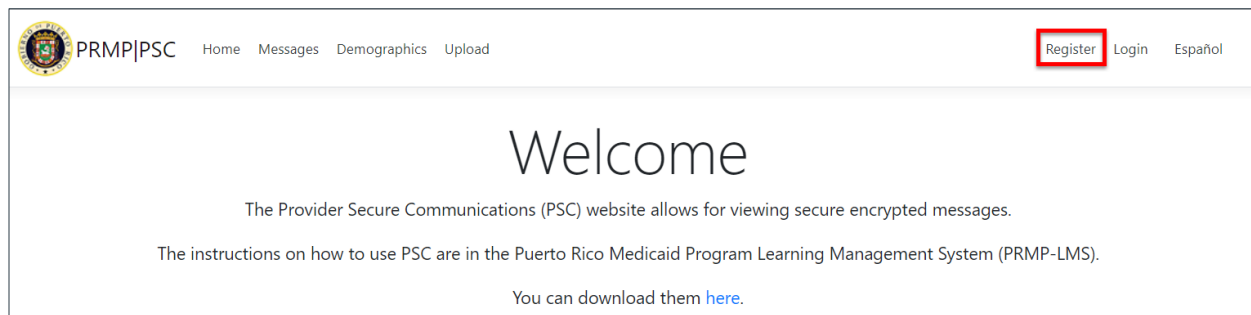 PRMP|PSC Home Messages Demographics Upload Register Login Español
Welcome
The Provider Secure Communications (PSC) website allows for viewing secure encrypted messages.
The instructions on how to use PSC are in the Puerto Rico Medicaid Program Learning Management System (PRMP-LMS).
You can download them here.